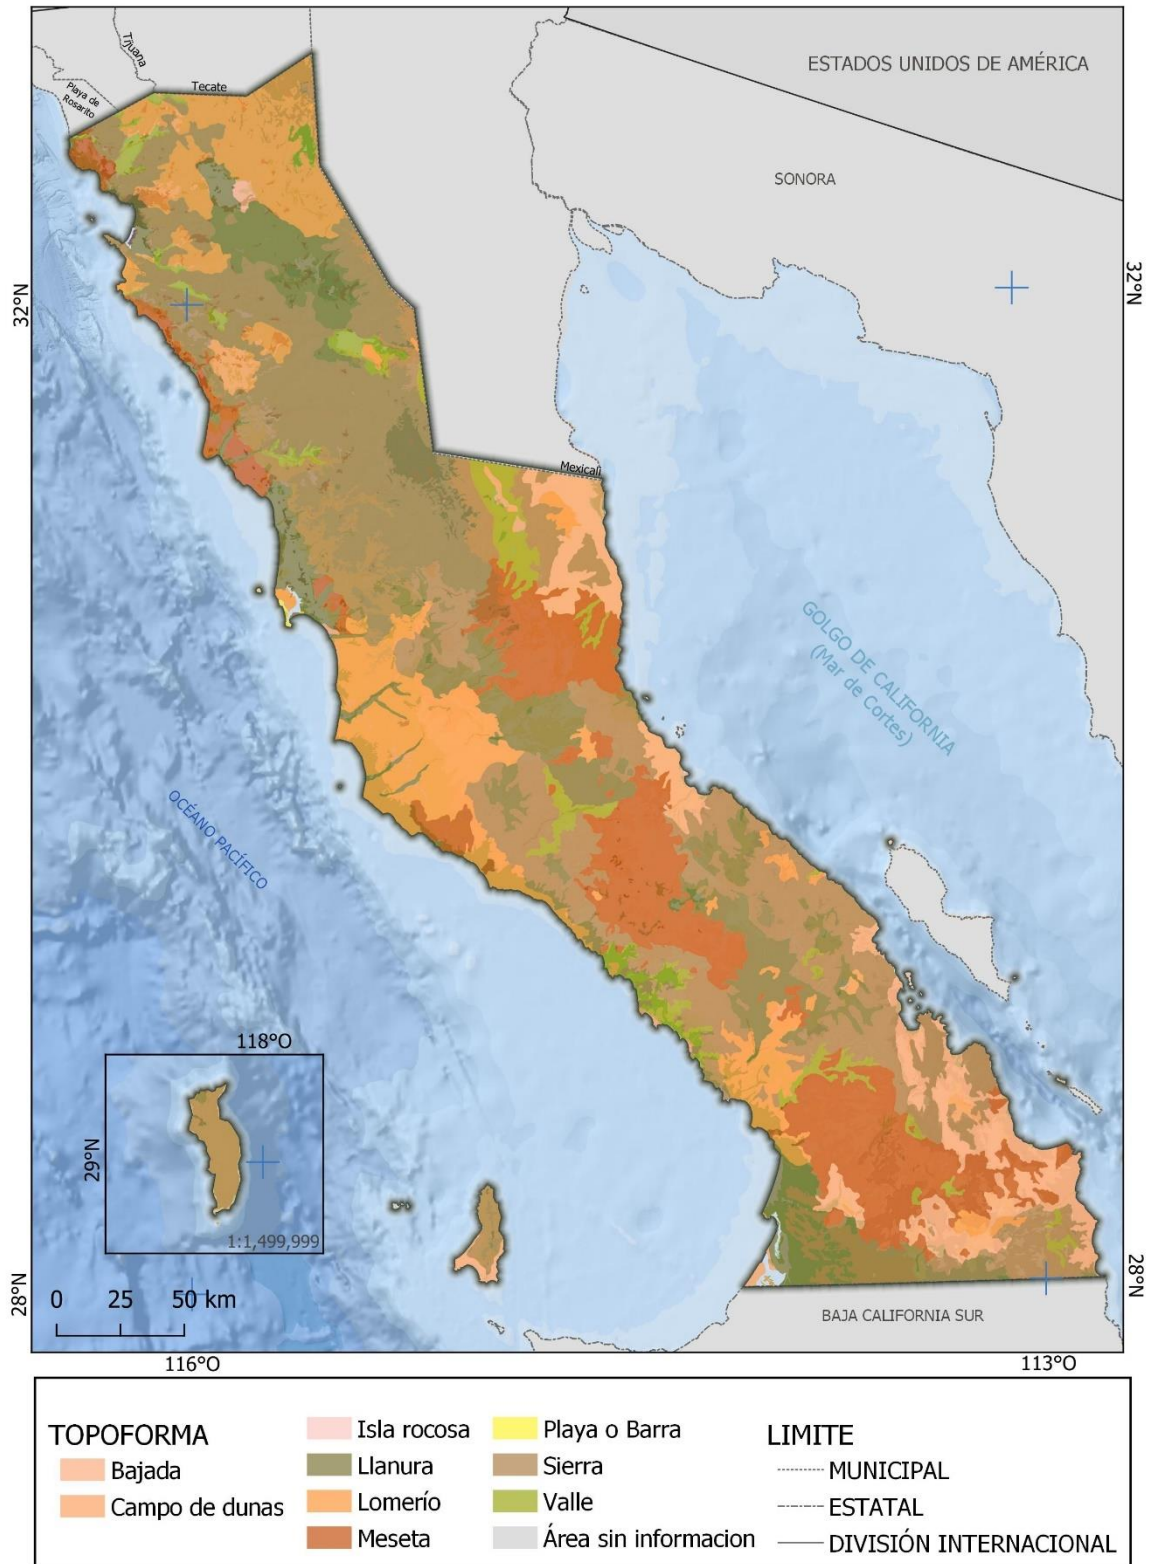 Tijuana
Playa de
Rosarito
Tecate
ESTADOS UNIDOS DE AMÉRICA
SONORA
32°N
32°N
Mexicali
GOLGO DE CALIFORNIA
(Mar de Cortes)
OCÉANO PACÍFICO
118°O
29°N
1:1,499,999
28°N
28°N
0 25 50 km
BAJA CALIFORNIA SUR
116°O
113°O
TOPOFORMA
Bajada
Campo de dunas
Isla rocosa
Llanura
Lomerío
Meseta
Playa o Barra
Sierra
Valle
Área sin informacion
LIMITE
MUNICIPAL
ESTATAL
DIVISIÓN INTERNACIONAL